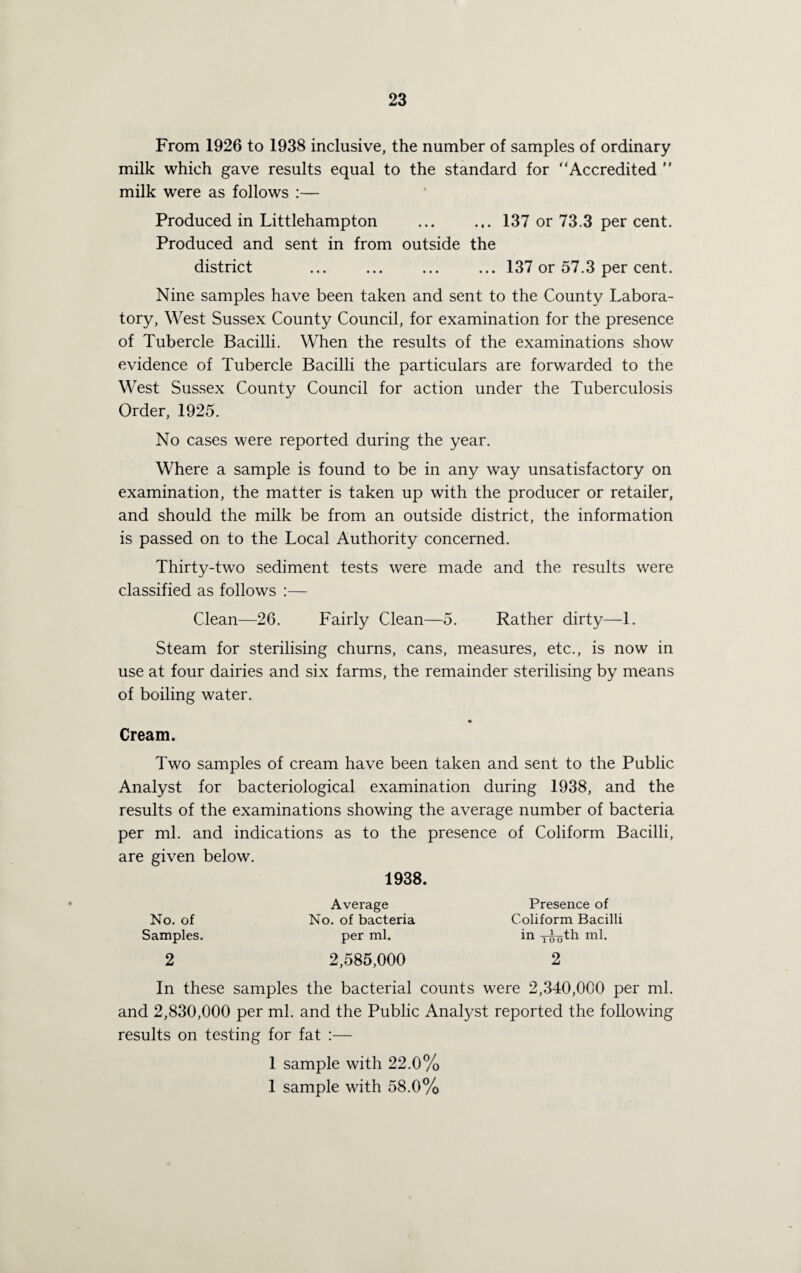 23
From 1926 to 1938 inclusive, the number of samples of ordinary
milk which gave results equal to the standard for “Accredited ”
milk were as follows :—
Produced in Littlehampton ... ... 137 or 73.3 per cent.
Produced and sent in from outside the
district ... ... ... ... 137 or 57.3 per cent.
Nine samples have been taken and sent to the County Labora-
tory, West Sussex County Council, for examination for the presence
of Tubercle Bacilli. When the results of the examinations show
evidence of Tubercle Bacilli the particulars are forwarded to the
West Sussex County Council for action under the Tuberculosis
Order, 1925.
No cases were reported during the year.
Where a sample is found to be in any way unsatisfactory on
examination, the matter is taken up with the producer or retailer,
and should the milk be from an outside district, the information
is passed on to the Local Authority concerned.
Thirty-two sediment tests were made and the results were
classified as follows :—
Clean—26. Fairly Clean—5. Rather dirty—1.
Steam for sterilising churns, cans, measures, etc., is now in
use at four dairies and six farms, the remainder sterilising by means
of boiling water.
Cream.
Two samples of cream have been taken and sent to the Public
Analyst for bacteriological examination during 1938, and the
results of the examinations showing the average number of bacteria
per ml. and indications as to the presence of Coliform Bacilli,
are given below.
1938.
Average Presence of
No. of No. of bacteria Coliform Bacilli
Samples. per ml. in 1/100th ml.
2 2,585,000 2
In these samples the bacterial counts were 2,340,000 per ml.
and 2,830,000 per ml. and the Public Analyst reported the following
results on testing for fat :—
1 sample with 22.0%
1 sample with 58.0%